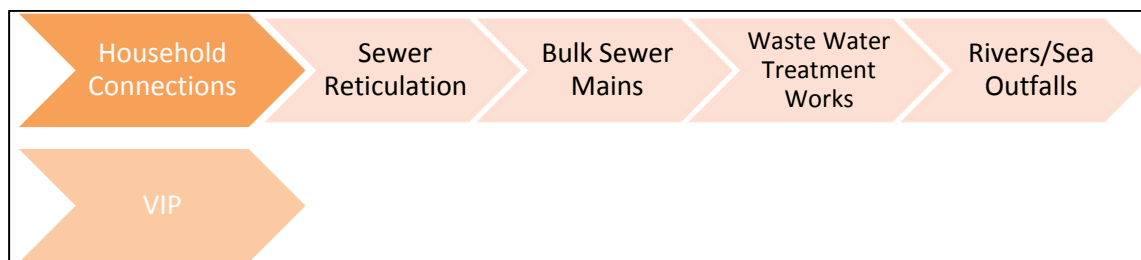 Household
Connections
Sewer
Reticulation
Bulk Sewer
Mains
Waste Water
Treatment
Works
Rivers/Sea
Outfalls
VIP